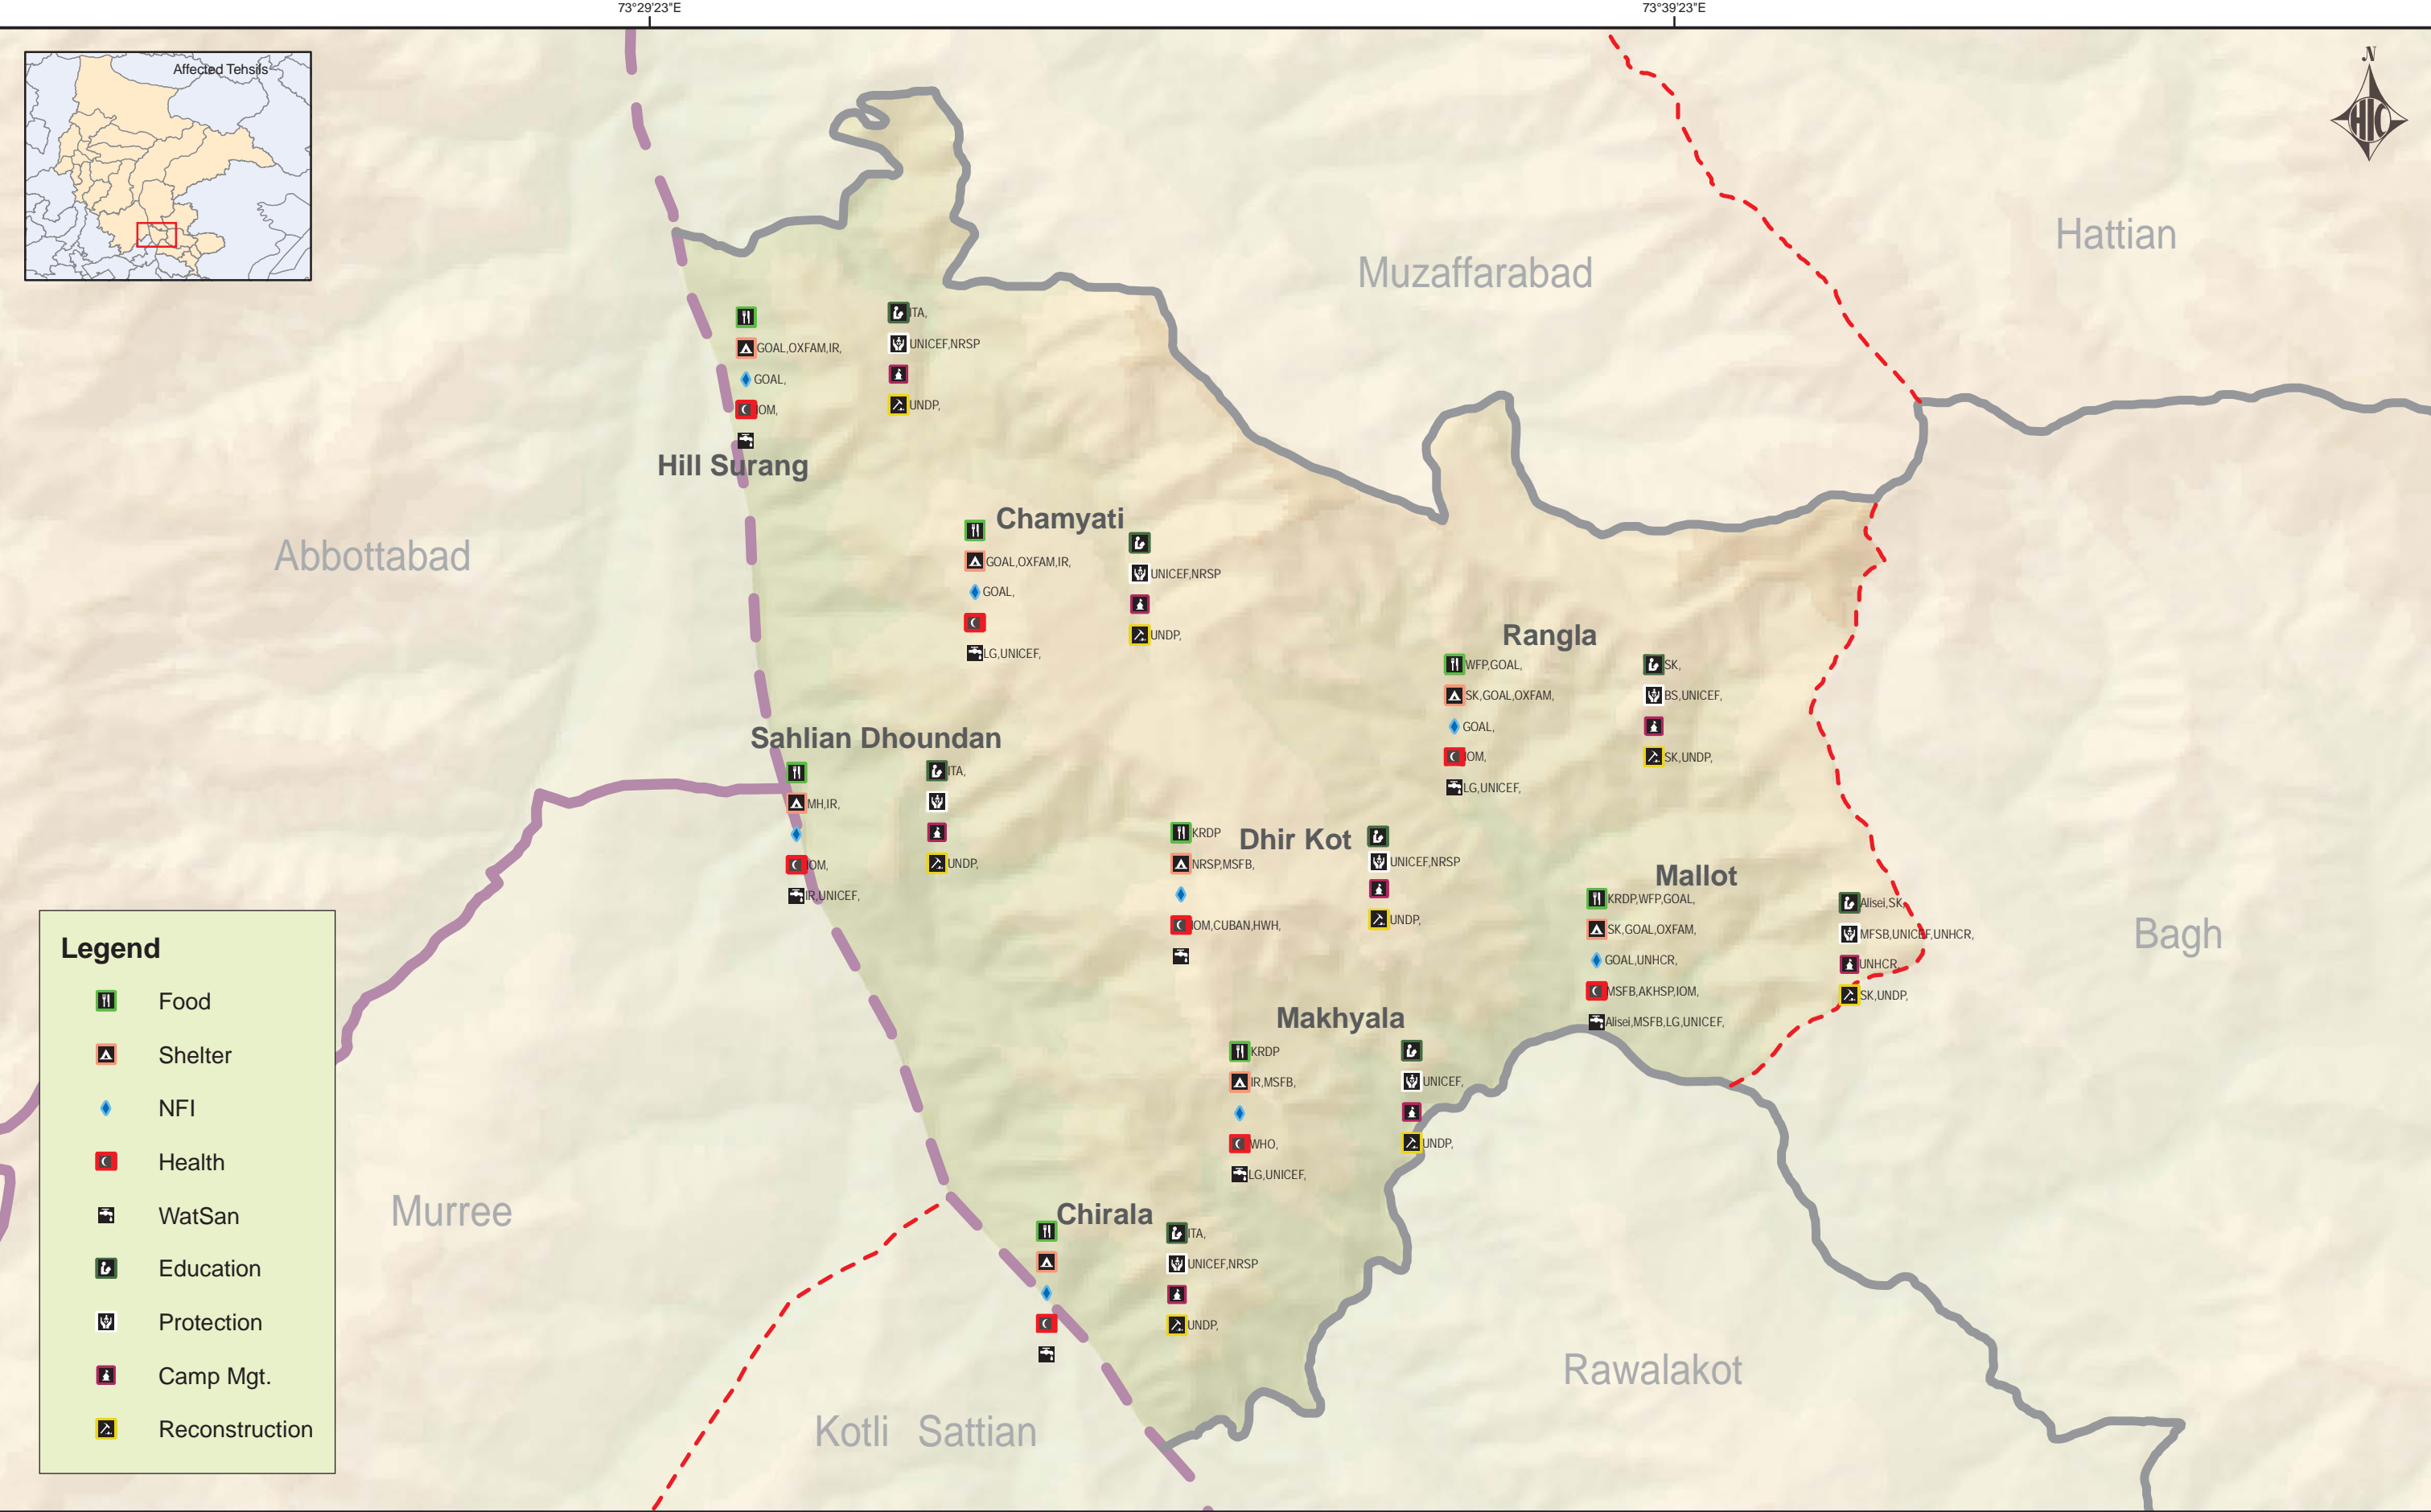 73°29'23"E
73°39'23"E
Affected Tehsils
N
HIC
Hattian
Muzaffarabad
Abbottabad
Murree
Kotli Sattian
Rawalakot
Bagh
GOAL,OXFAM,IR,
GOAL,
IOM,
ITA,
UNICEF,NRSP
UNDP,
Hill Surang
Chamyati
GOAL,OXFAM,IR,
GOAL,
LG,UNICEF,
UNICEF,NRSP
UNDP,
Rangla
WFP,GOAL,
SK,GOAL,OXFAM,
GOAL,
IOM,
LG,UNICEF,
SK,
BS,UNICEF,
SK,UNDP,
Sahlian Dhoundan
MH,IR,
IOM,
IR,UNICEF,
ITA,
UNDP,
Dhir Kot
KRDP
NRSP,MSFB,
IOM,CUBAN,HWH,
UNICEF,NRSP
UNDP,
Mallot
KRDP,WFP,GOAL,
SK,GOAL,OXFAM,
GOAL,UNHCR,
MSFB,AKHSP,IOM,
Alisei,MSFB,LG,UNICEF,
Alisei,SK,
MFSB,UNICEF,UNHCR,
UNHCR,
SK,UNDP,
Makhyala
KRDP
IR,MSFB,
WHO,
LG,UNICEF,
UNICEF,
UNDP,
Chirala
ITA,
UNICEF,NRSP
UNDP,
Legend
Food
Shelter
NFI
Health
WatSan
Education
Protection
Camp Mgt.
Reconstruction